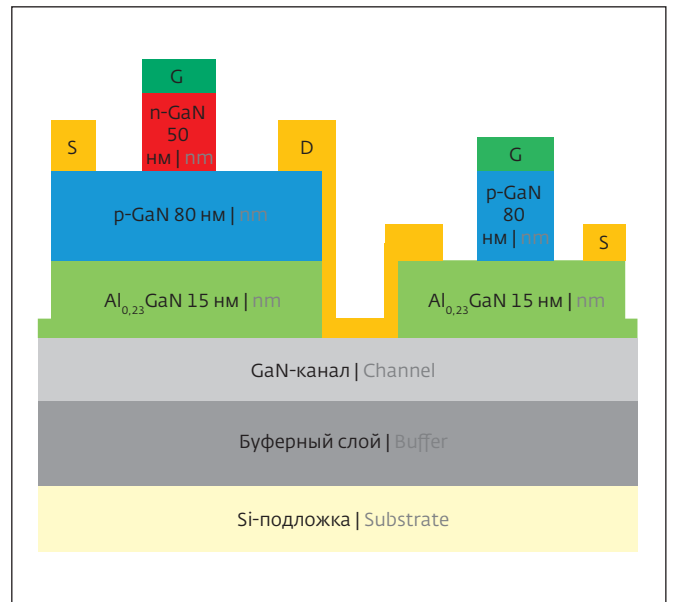 G
n-GaN
50
нм | nm
S
D
p-GaN 80 нм | nm
Al0,23GaN 15 нм | nm
G
p-GaN
80
нм | nm
S
Al0,23GaN 15 нм | nm
GaN-канал | Channel
Буферный слой | Buffer
Si-подложка | Substrate